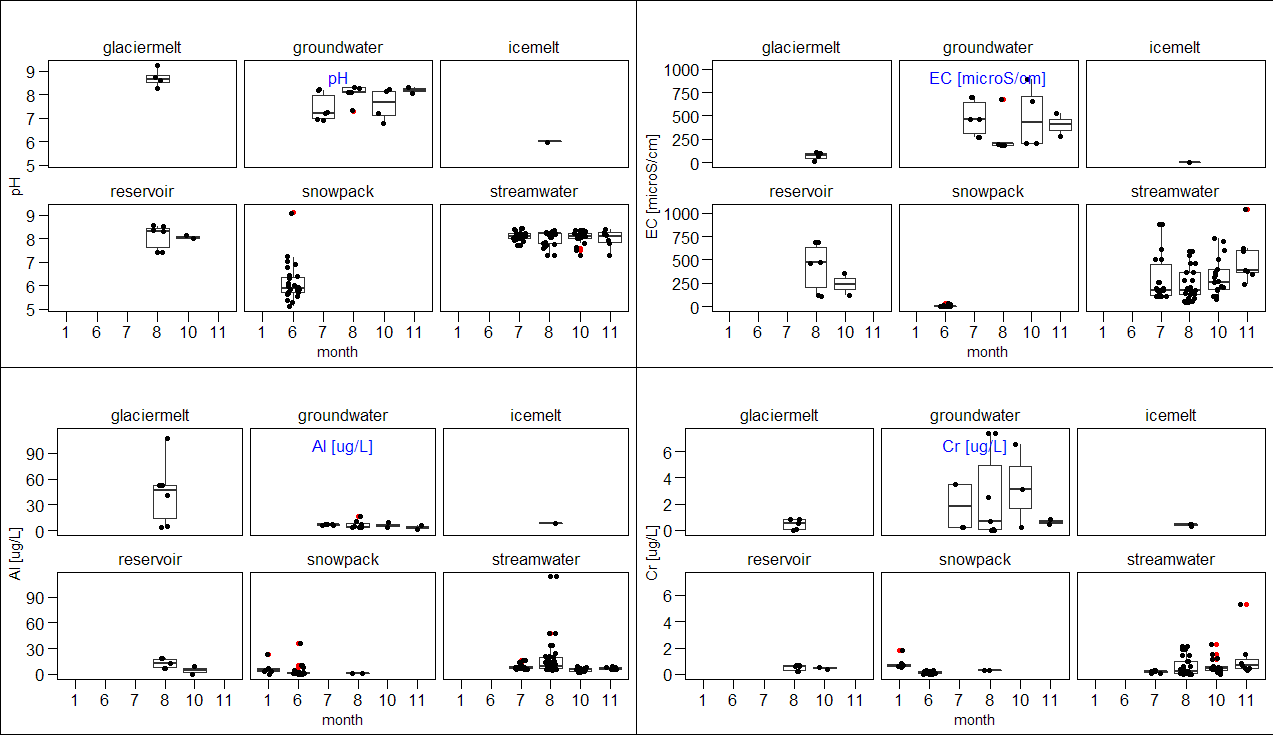 glaciermelt groundwater icemelt
pH
9
8
7
6
5
reservoir snowpack streamwater
9
8
7
6
5
pH
1 6 7 8 10 11 1 6 7 8 10 11 1 6 7 8 10 11
month
glaciermelt groundwater icemelt
EC [microS/cm]
1000
750
500
250
0
reservoir snowpack streamwater
1000
750
500
250
0
EC [microS/cm]
1 6 7 8 10 11 1 6 7 8 10 11 1 6 7 8 10 11
month
glaciermelt groundwater icemelt
Al [ug/L]
90
60
30
0
reservoir snowpack streamwater
90
60
30
0
Al [ug/L]
1 6 7 8 10 11 1 6 7 8 10 11 1 6 7 8 10 11
month
glaciermelt groundwater icemelt
Cr [ug/L]
6
4
2
0
reservoir snowpack streamwater
6
4
2
0
Cr [ug/L]
1 6 7 8 10 11 1 6 7 8 10 11 1 6 7 8 10 11
month